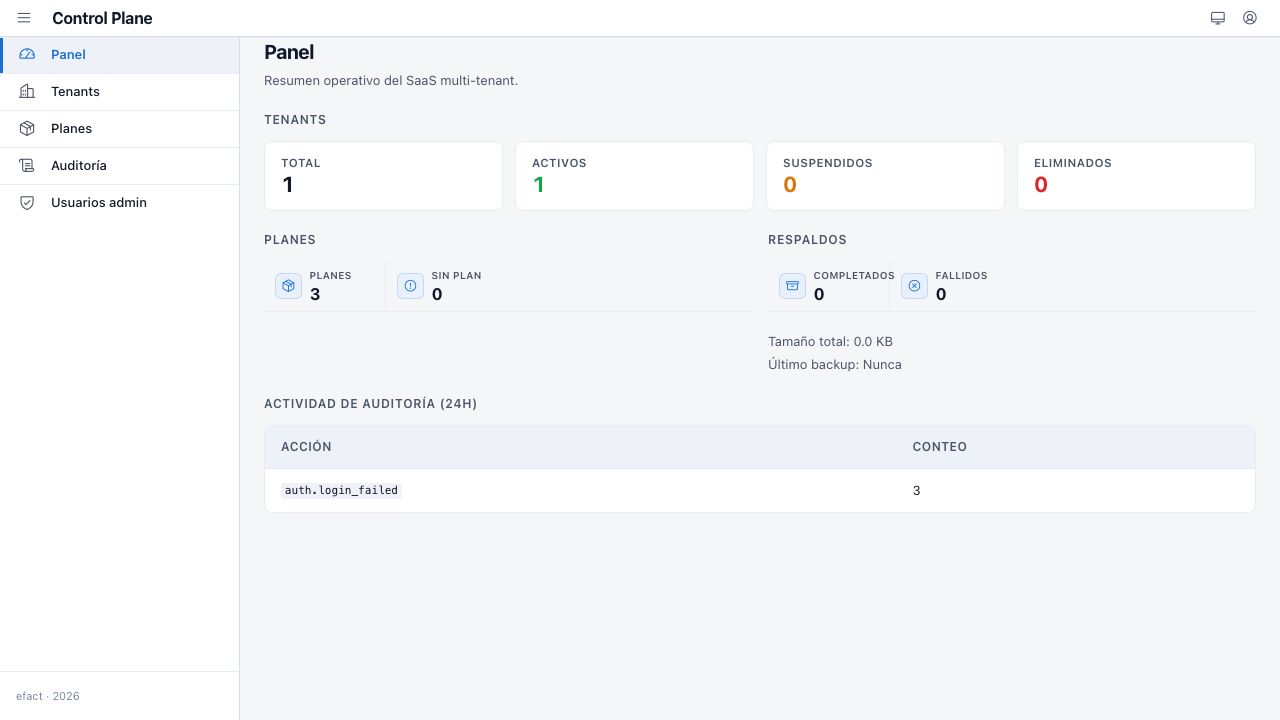 Control Plane
Panel
Tenants
Planes
Auditoría
Usuarios admin
efact · 2026
Panel
Resumen operativo del SaaS multi-tenant.
TENANTS
TOTAL
1
ACTIVOS
1
SUSPENDIDOS
0
ELIMINADOS
0
PLANES
PLANES
3
SIN PLAN
0
RESPALDOS
COMPLETADOS
0
FALLIDOS
0
Tamaño total: 0.0 KB
Último backup: Nunca
ACTIVIDAD DE AUDITORÍA (24H)
ACCIÓN CONTEO
auth.login_failed 3